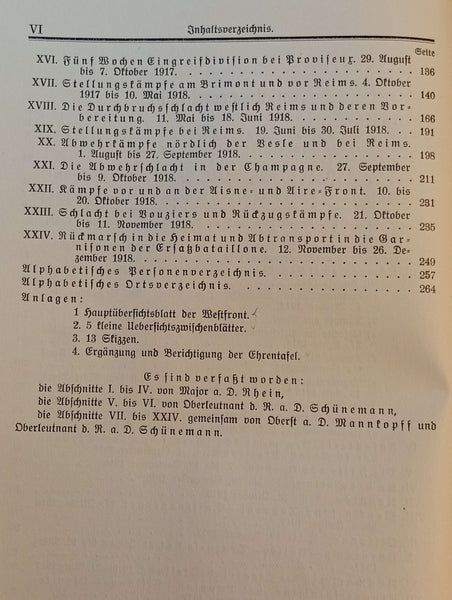 VI Inhaltsverzeichnis.
Seite
XVI. Fünf Wochen Eingreifdivision bei Proviseux. 29. August
bis 7. Oktober 1917. 136
XVII. Stellungskämpfe am Brimont und vor Reims. 4. Oktober
1917 bis 10. Mai 1918. 140
XVIII. Die Durchbruchschlacht westlich Reims und deren Vor-
bereitung. 11. Mai bis 18. Juni 1918. 166
XIX. Stellungskämpfe bei Reims. 19. Juni bis 30. Juli 1918. 191
XX. Abwehrkämpfe nördlich der Vesle und bei Reims.
1. August bis 27. September 1918. 198
XXI. Die Abwehrschlacht in der Champagne. 27. September
bis 9. Oktober 1918. 211
XXII. Kämpfe vor und an der Aisne- und Aire-Front. 10. bis
20. Oktober 1918. 231
XXIII. Schlacht bei Vouziers und Rückzugskämpfe. 21. Oktober
bis 11. November 1918. 235
XXIV. Rückmarsch in die Heimat und Abtransport in die Gar-
nisonen der Ersatzbataillone. 12. November bis 26. De-
zember 1918. 249
Alphabetisches Personenverzeichnis. 257
Alphabetisches Ortsverzeichnis. 264
Anlagen:
1 Hauptübersichtsblatt der Westfront.
2. 5 kleine Uebersichtszwischenblätter.
3. 13 Skizzen.
4. Ergänzung und Berichtigung der Ehrentafel.
Es sind verfaßt worden:
die Abschnitte I. bis IV. von Major a. D. Rhein,
die Abschnitte V. bis VI. von Oberleutnant d. R. a. D. Schünemann,
die Abschnitte VII. bis XXIV. gemeinsam von Oberst a. D. Mannkopff und
Oberleutnant d. R. a. D. Schünemann.